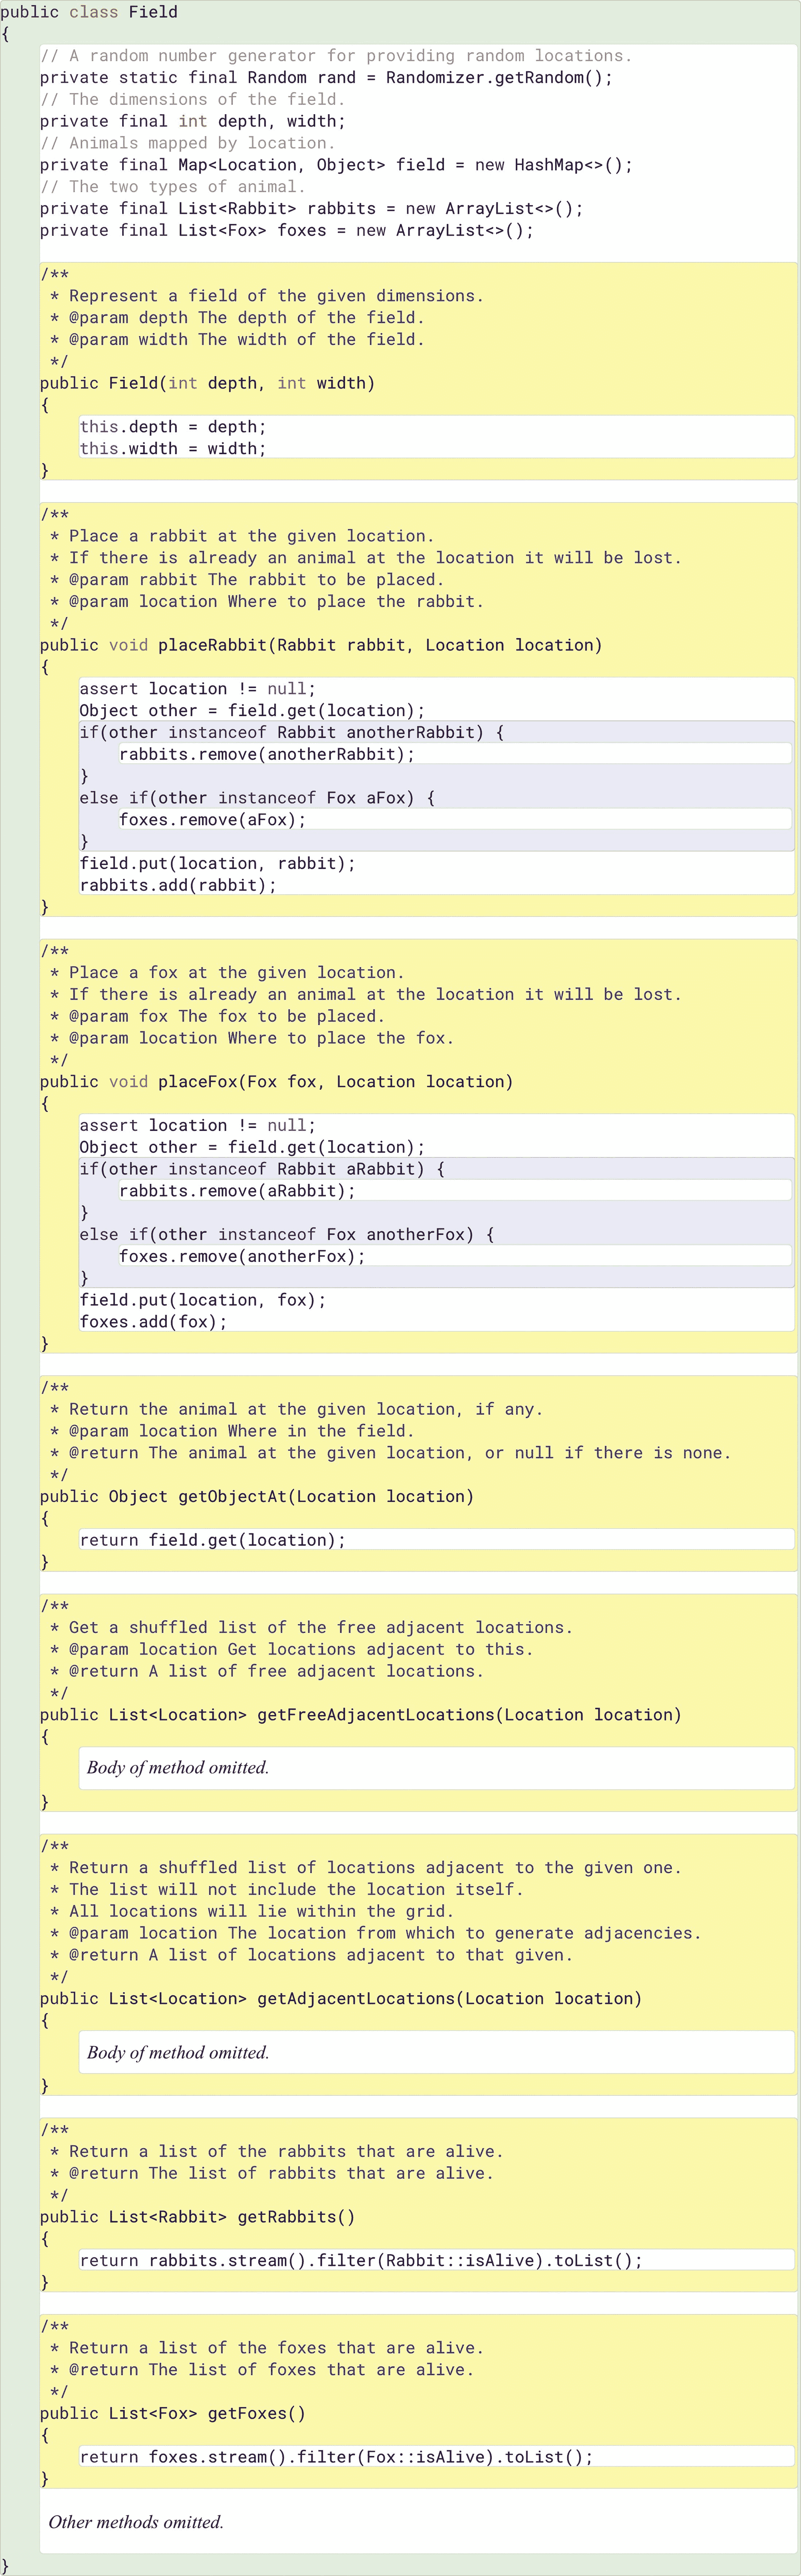 public class Field
{
    // A random number generator for providing random locations.
    private static final Random rand = Randomizer.getRandom();
    // The dimensions of the field.
    private final int depth, width;
    // Animals mapped by location.
    private final Map<Location, Object> field = new HashMap<>();
    // The two types of animal.
    private final List<Rabbit> rabbits = new ArrayList<>();
    private final List<Fox> foxes = new ArrayList<>();

    /**
     * Represent a field of the given dimensions.
     * @param depth The depth of the field.
     * @param width The width of the field.
     */
    public Field(int depth, int width)
    {
        this.depth = depth;
        this.width = width;
    }

    /**
     * Place a rabbit at the given location.
     * If there is already an animal at the location it will be lost.
     * @param rabbit The rabbit to be placed.
     * @param location Where to place the rabbit.
     */
    public void placeRabbit(Rabbit rabbit, Location location)
    {
        assert location != null;
        Object other = field.get(location);
        if(other instanceof Rabbit anotherRabbit) {
            rabbits.remove(anotherRabbit);
        }
        else if(other instanceof Fox aFox) {
            foxes.remove(aFox);
        }
        field.put(location, rabbit);
        rabbits.add(rabbit);
    }

    /**
     * Place a fox at the given location.
     * If there is already an animal at the location it will be lost.
     * @param fox The fox to be placed.
     * @param location Where to place the fox.
     */
    public void placeFox(Fox fox, Location location)
    {
        assert location != null;
        Object other = field.get(location);
        if(other instanceof Rabbit aRabbit) {
            rabbits.remove(aRabbit);
        }
        else if(other instanceof Fox anotherFox) {
            foxes.remove(anotherFox);
        }
        field.put(location, fox);
        foxes.add(fox);
    }

    /**
     * Return the animal at the given location, if any.
     * @param location Where in the field.
     * @return The animal at the given location, or null if there is none.
     */
    public Object getObjectAt(Location location)
    {
        return field.get(location);
    }

    /**
     * Get a shuffled list of the free adjacent locations.
     * @param location Get locations adjacent to this.
     * @return A list of free adjacent locations.
     */
    public List<Location> getFreeAdjacentLocations(Location location)
    {
        Body of method omitted.
    }

    /**
     * Return a shuffled list of locations adjacent to the given one.
     * The list will not include the location itself.
     * All locations will lie within the grid.
     * @param location The location from which to generate adjacencies.
     * @return A list of locations adjacent to that given.
     */
    public List<Location> getAdjacentLocations(Location location)
    {
        Body of method omitted.
    }

    /**
     * Return a list of the rabbits that are alive.
     * @return The list of rabbits that are alive.
     */
    public List<Rabbit> getRabbits()
    {
        return rabbits.stream().filter(Rabbit::isAlive).toList();
    }

    /**
     * Return a list of the foxes that are alive.
     * @return The list of foxes that are alive.
     */
    public List<Fox> getFoxes()
    {
        return foxes.stream().filter(Fox::isAlive).toList();
    }

    Other methods omitted.
}